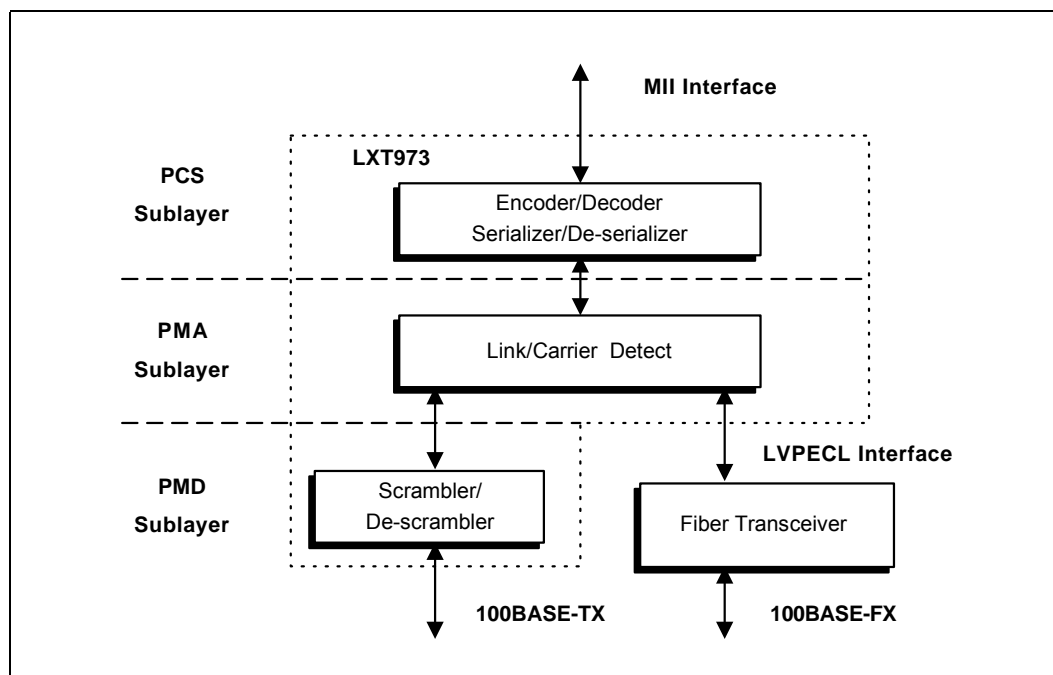 MII Interface
LXT973
PCS
Sublayer
Encoder/Decoder
Serializer/De-serializer
PMA
Sublayer
Link/Carrier Detect
LVPECL Interface
PMD
Sublayer
Scrambler/
De-scrambler
Fiber Transceiver
100BASE-TX
100BASE-FX